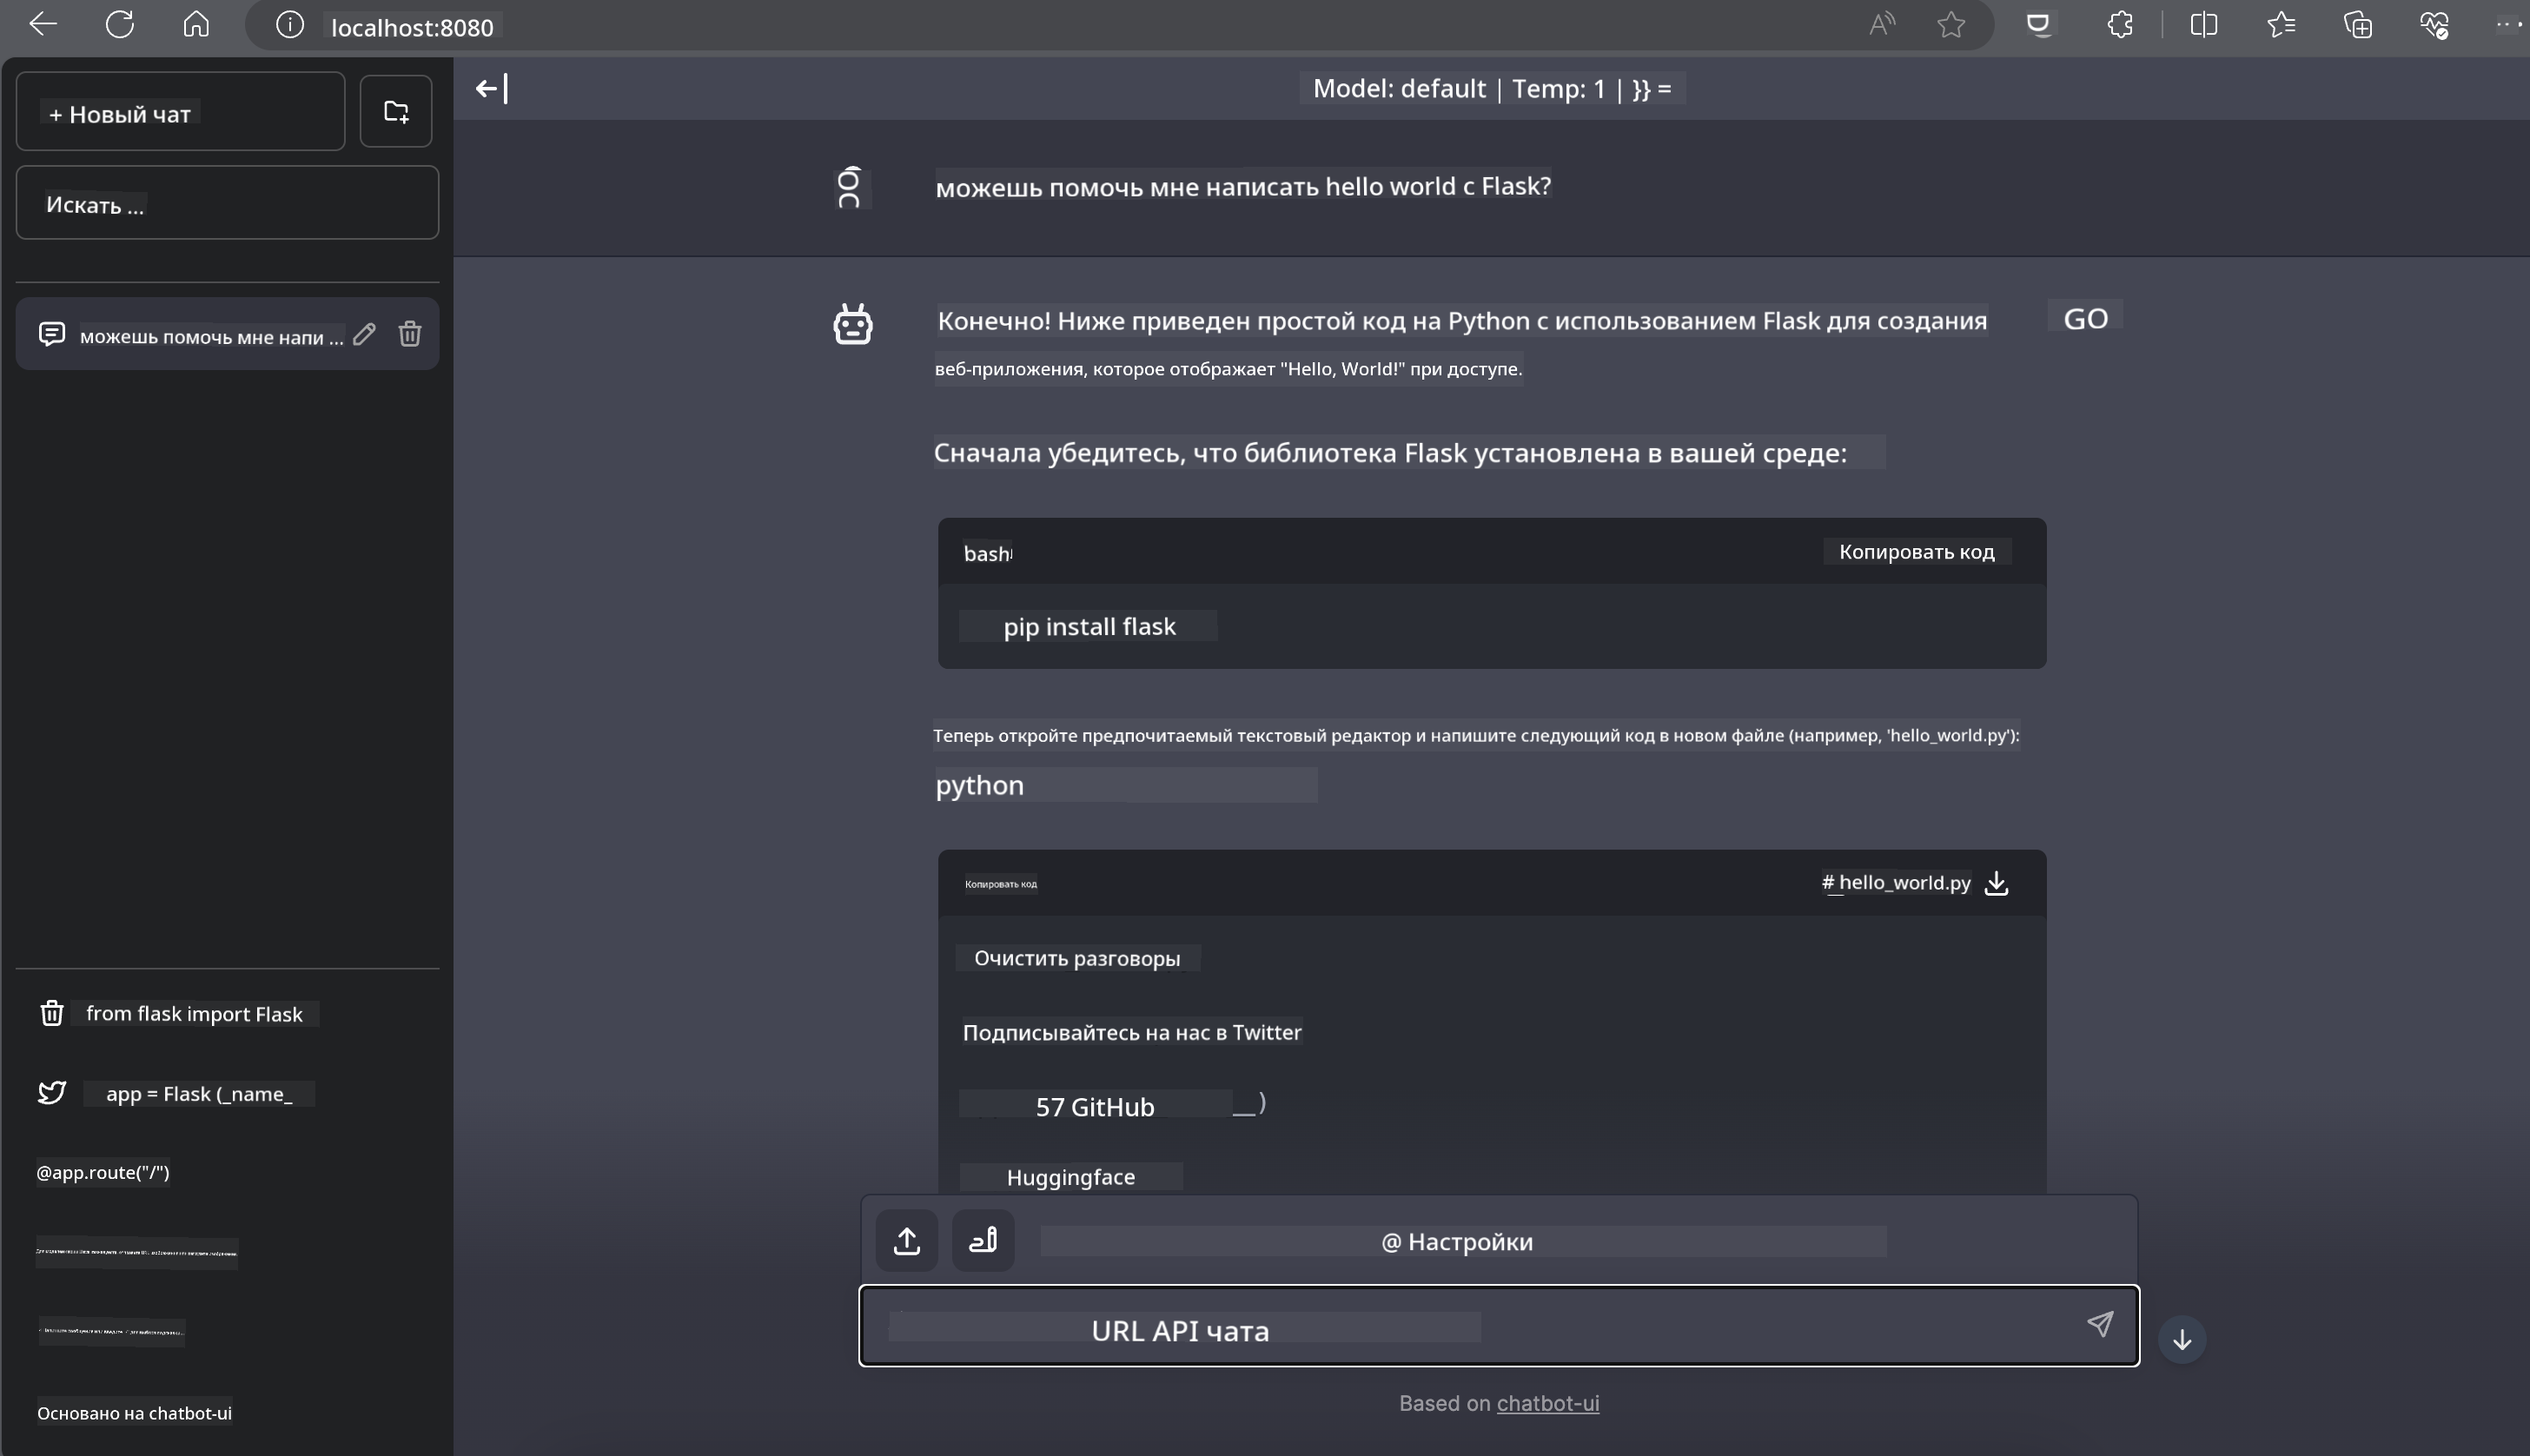 localhost:8080
+ Новый чат
Искать ...
можешь помочь мне напи ...
from flask import Flask
app = Flask (_name_
@app.route("/")
Основано на chatbot-ui
Model: default | Temp: 1 | }} =
можешь помочь мне написать hello world с Flask?
Конечно! Ниже приведен простой код на Python с использованием Flask для создания
GO
веб-приложения, которое отображает "Hello, World!" при доступе.
Сначала убедитесь, что библиотека Flask установлена в вашей среде:
bash
Копировать код
pip install flask
Теперь откройте предпочитаемый текстовый редактор и напишите следующий код в новом файле (например, 'hello_world.py'):
python
Копировать код
# hello_world.py
Очистить разговоры
Подписывайтесь на нас в Twitter
57 GitHub __)
Huggingface
@ Настройки
URL API чата
Based on chatbot-ui